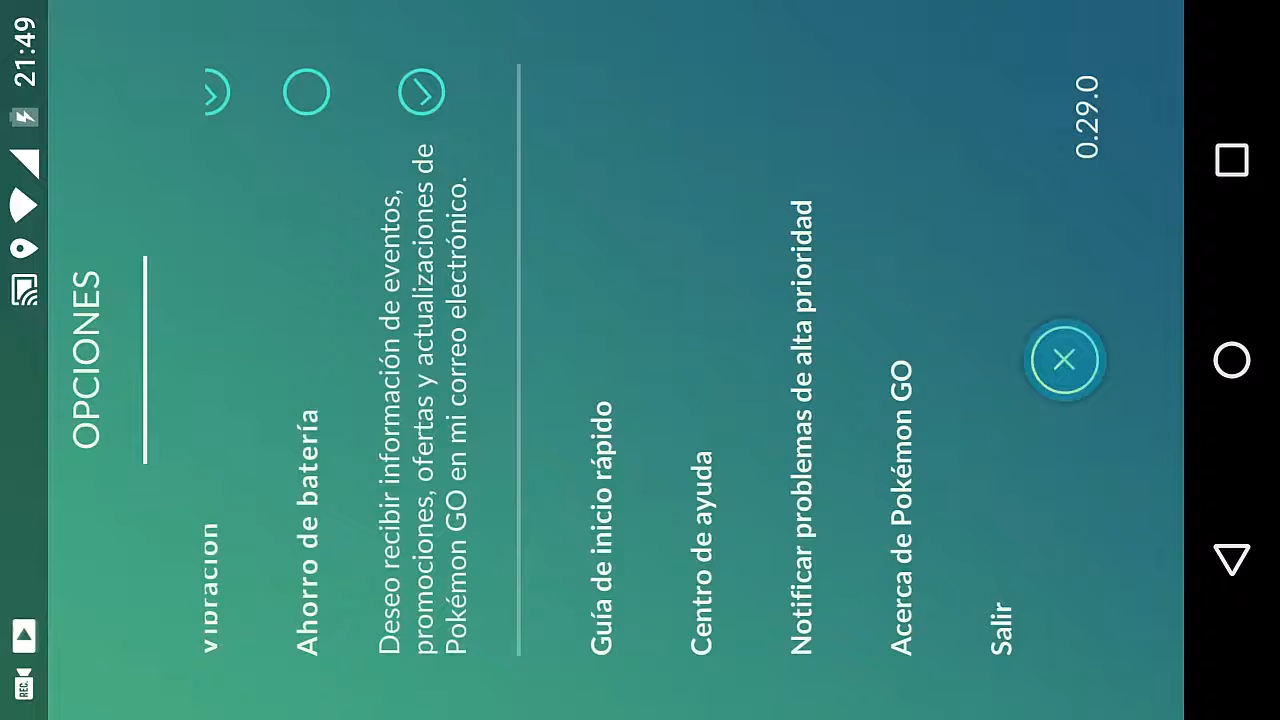 REC.
21:49
OPCIONES
Vibración
Ahorro de batería
Deseo recibir información de eventos,
promociones, ofertas y actualizaciones de
Pokémon GO en mi correo electrónico.
Guía de inicio rápido
Centro de ayuda
Notificar problemas de alta prioridad
Acerca de Pokémon GO
Salir
0.29.0